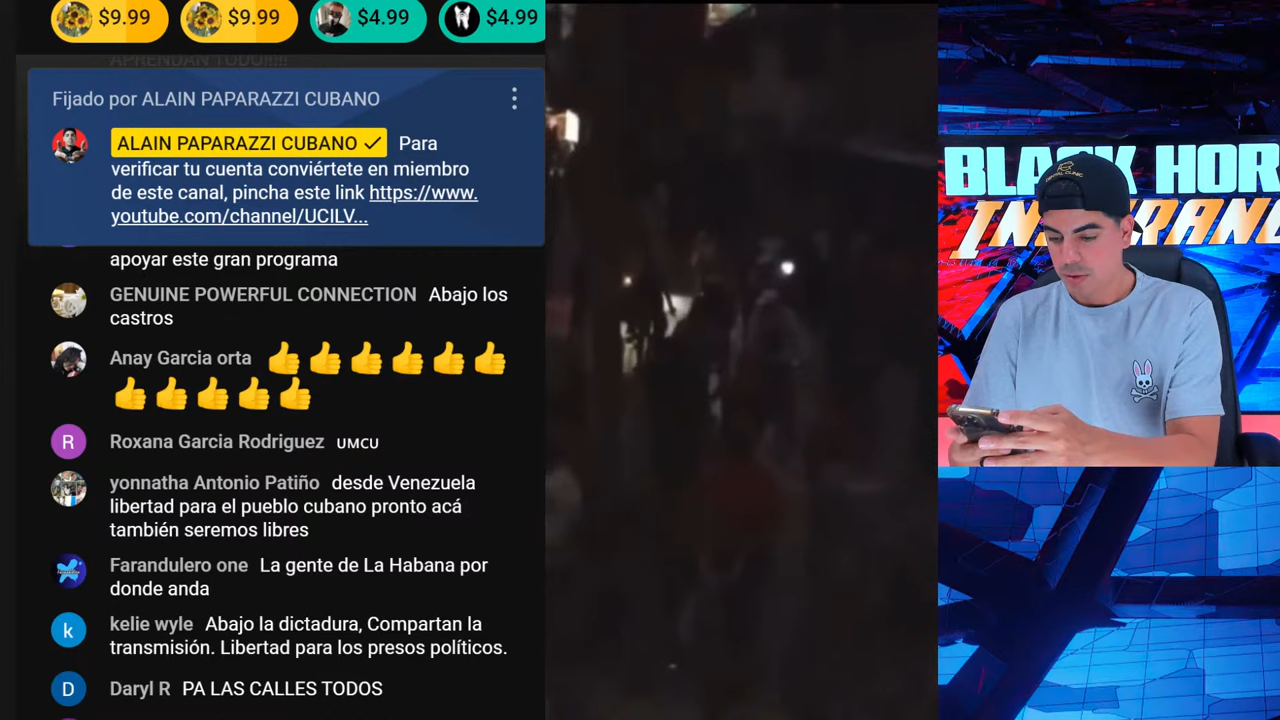 $9.99
$9.99
$4.99
$4.99
APRENDAN TODO!!!!
Fijado por ALAIN PAPARAZZI CUBANO
ALAIN PAPARAZZI CUBANO Para
verificar tu cuenta conviértete en miembro
de este canal, pincha este link https://www.
youtube.com/channel/UCILV...
apoyar este gran programa
GENUINE POWERFUL CONNECTION Abajo los
castros
Anay Garcia orta 👍👍👍👍👍👍
👍👍👍👍👍
R
Roxana Garcia Rodriguez UMCU
yonnatha Antonio Patiño desde Venezuela
libertad para el pueblo cubano pronto acá
también seremos libres
Farandulero one La gente de La Habana por
donde anda
k
kelie wyle Abajo la dictadura, Compartan la
transmisión. Libertad para los presos políticos.
D
Daryl R PA LAS CALLES TODOS
BLACK HOR
DENTAL CLINIC